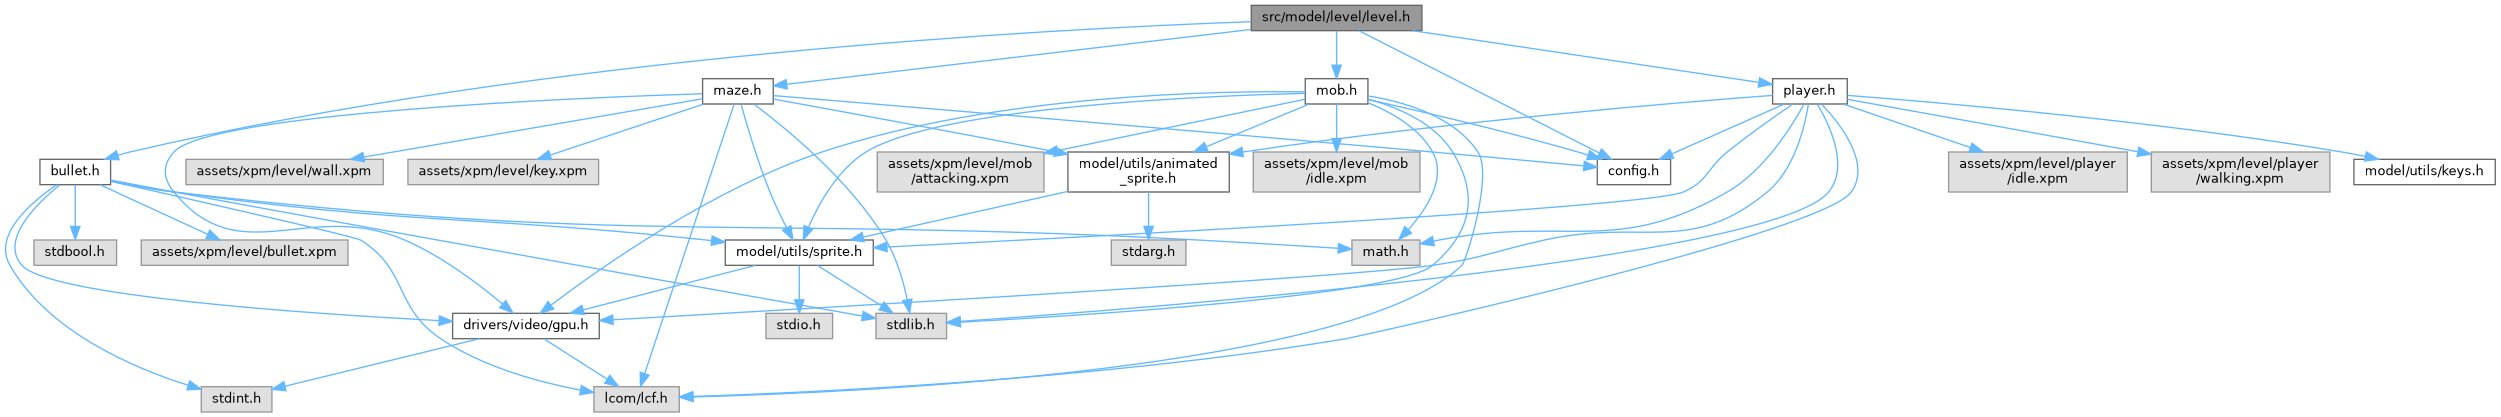 src/model/level/level.h
maze.h
mob.h
player.h
bullet.h
assets/xpm/level/wall.xpm
assets/xpm/level/key.xpm
assets/xpm/level/mob
/attacking.xpm
model/utils/animated
_sprite.h
assets/xpm/level/mob
/idle.xpm
config.h
assets/xpm/level/player
/idle.xpm
assets/xpm/level/player
/walking.xpm
model/utils/keys.h
stdbool.h
assets/xpm/level/bullet.xpm
model/utils/sprite.h
stdarg.h
math.h
drivers/video/gpu.h
stdio.h
stdlib.h
stdint.h
lcom/lcf.h